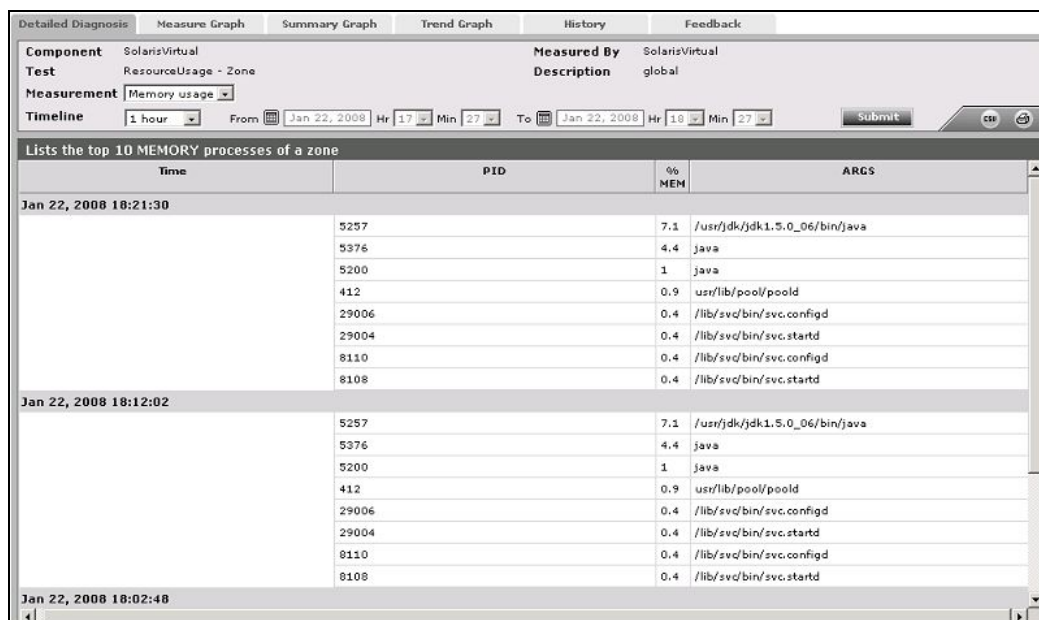 Detailed Diagnosis Measure Graph Summary Graph Trend Graph History Feedback
Component SolarisVirtual Measured By SolarisVirtual
Test ResourceUsage - Zone Description global
Measurement Memory usage
Timeline 1 hour From Jan 22, 2008 Hr 17 Min 27 To Jan 22, 2008 Hr 18 Min 27 Submit CSV
Lists the top 10 MEMORY processes of a zone
Time PID % MEM ARGS
Jan 22, 2008 18:21:30
5257 7.1 /usr/jdk/jdk1.5.0_06/bin/java
5376 4.4 java
5200 1 java
412 0.9 usr/lib/pool/poold
29006 0.4 /lib/svc/bin/svc.configd
29004 0.4 /lib/svc/bin/svc.startd
8110 0.4 /lib/svc/bin/svc.configd
8108 0.4 /lib/svc/bin/svc.startd
Jan 22, 2008 18:12:02
5257 7.1 /usr/jdk/jdk1.5.0_06/bin/java
5376 4.4 java
5200 1 java
412 0.9 usr/lib/pool/poold
29006 0.4 /lib/svc/bin/svc.configd
29004 0.4 /lib/svc/bin/svc.startd
8110 0.4 /lib/svc/bin/svc.configd
8108 0.4 /lib/svc/bin/svc.startd
Jan 22, 2008 18:02:48